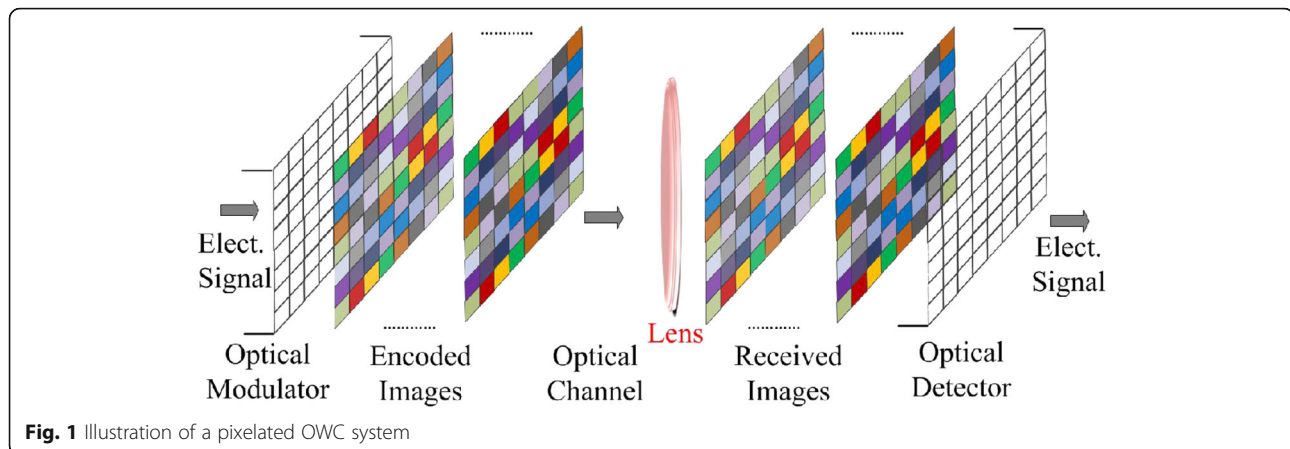 Elect.
Signal
Optical
Modulator
Encoded
Images
Optical
Channel
Lens
Received
Images
Optical
Detector
Elect.
Signal
Fig. 1 Illustration of a pixelated OWC system